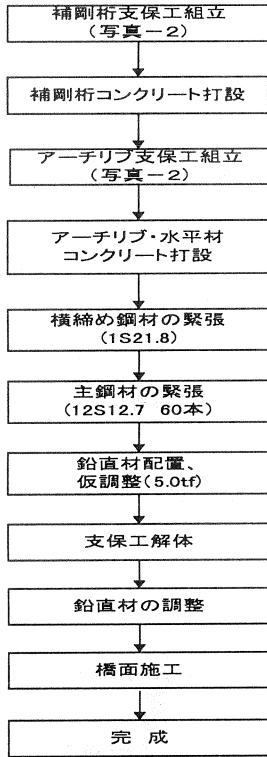 補剛桁支保工組立
(写真－2)
補剛桁コンクリート打設
アーチリブ支保工組立
(写真－2)
アーチリブ・水平材
コンクリート打設
横締め鋼材の緊張
(1S21.8)
主鋼材の緊張
(12S12.7 60本)
鉛直材配置、
仮調整(5.0tf)
支保工解体
鉛直材の調整
橋面施工
完 成